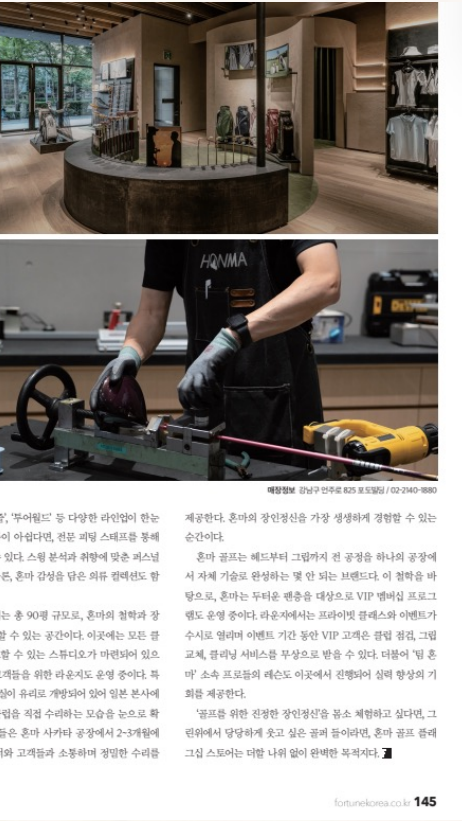 HONMA
DEWALT
매장정보 강남구 언주로 825 포도빌딩 / 02-2140-1880
', '투어월드' 등 다양한 라인업이 한눈
이 아쉽다면, 전문 피팅 스태프를 통해
있다. 스윙 분석과 취향에 맞춘 퍼스널
론, 혼마 감성을 담은 의류 컬렉션도 함
는 총 90평 규모로, 혼마의 철학과 장
할 수 있는 공간이다. 이곳에는 모든 클
할 수 있는 스튜디오가 마련되어 있으
고객들을 위한 라운지도 운영 중이다. 특
실이 유리로 개방되어 있어 일본 본사에
클럽을 직접 수리하는 모습을 눈으로 확
들은 혼마 사카타 공장에서 2~3개월에
와 고객들과 소통하며 정밀한 수리를
제공한다. 혼마의 장인정신을 가장 생생하게 경험할 수 있는
순간이다.
혼마 골프는 헤드부터 그립까지 전 공정을 하나의 공장에
서 자체 기술로 완성하는 몇 안 되는 브랜드다. 이 철학을 바
탕으로, 혼마는 두터운 팬층을 대상으로 VIP 멤버십 프로그
램도 운영 중이다. 라운지에서는 프라이빗 클래스와 이벤트가
수시로 열리며 이벤트 기간 동안 VIP 고객은 클럽 점검, 그립
교체, 클리닝 서비스를 무상으로 받을 수 있다. 더불어 '팀 혼
마' 소속 프로들의 레슨도 이곳에서 진행되어 실력 향상의 기
회를 제공한다.
'골프를 위한 진정한 장인정신'을 몸소 체험하고 싶다면, 그
린위에서 당당하게 웃고 싶은 골퍼 들이라면, 혼마 골프 플래
그십 스토어는 더할 나위 없이 완벽한 목적지다.
fortunekorea.co.kr 145